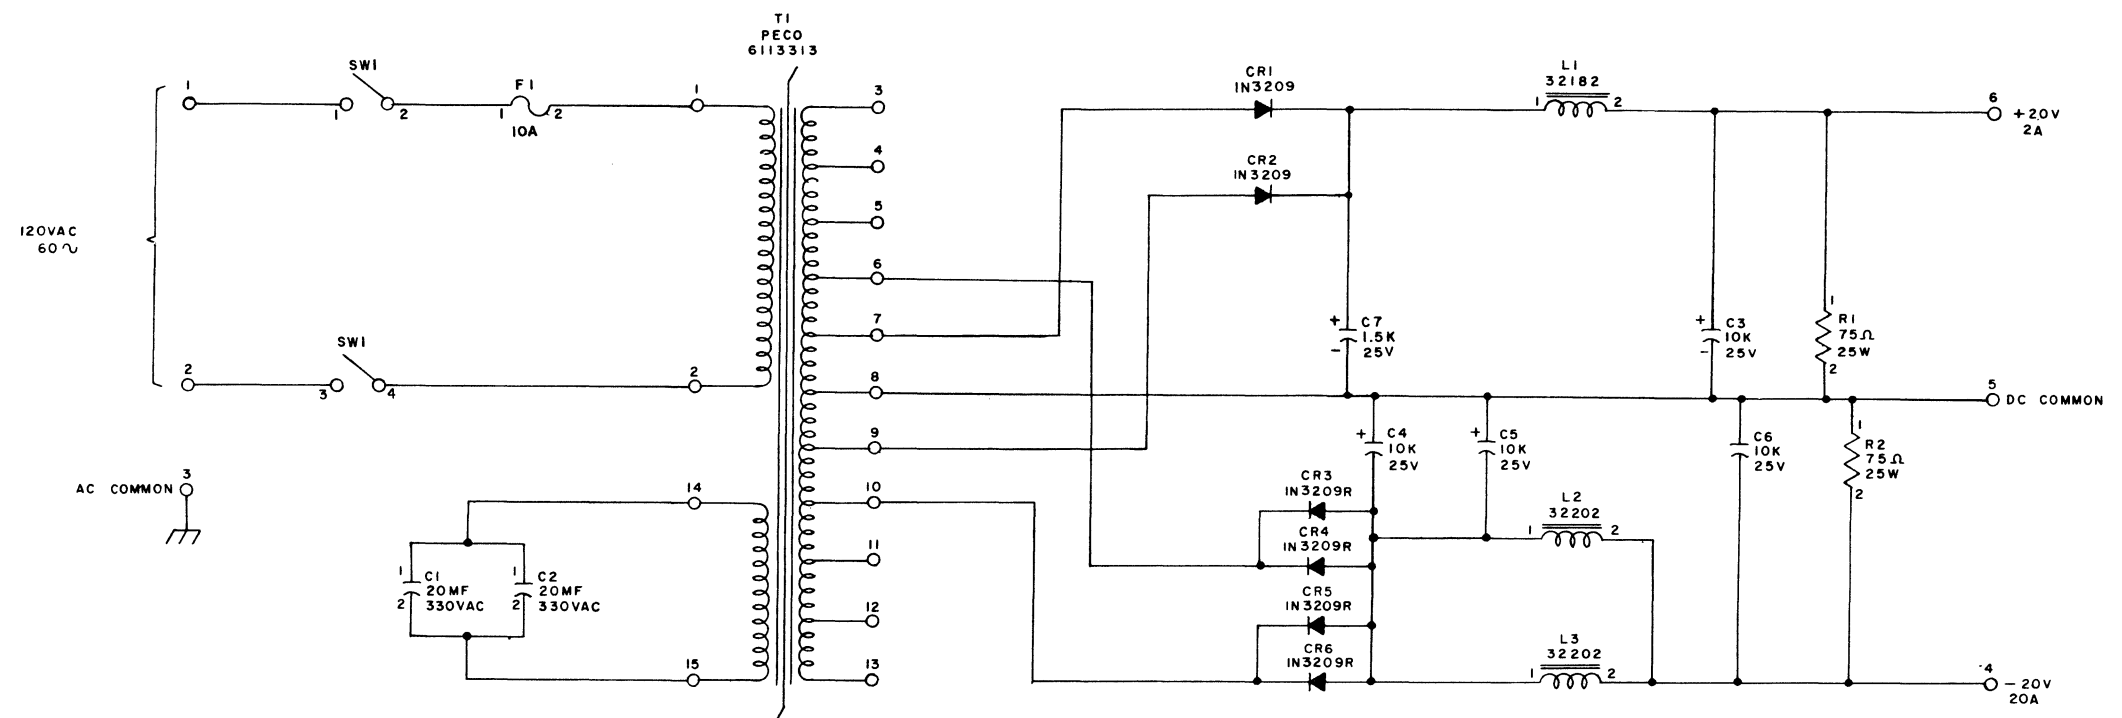 T1
PECO
6113313
SW1
F1
10A
1
1
2
1
2
1
120VAC
60∿
SW1
2
3
4
2
AC COMMON
3
14
15
1
C1
20MF
330VAC
2
1
C2
20MF
330VAC
2
3
4
5
6
7
8
9
10
11
12
13
CR1
1N3209
CR2
1N3209
L1
32182
1
2
6
+20V
2A
+
C7
1.5K
25V
-
+
C3
10K
25V
-
1
R1
75Ω
25W
2
5
DC COMMON
+
C4
10K
25V
+
C5
10K
25V
C6
10K
25V
1
R2
75Ω
25W
2
CR3
1N3209R
CR4
1N3209R
CR5
1N3209R
CR6
1N3209R
L2
32202
1
2
L3
32202
1
2
4
-20V
20A